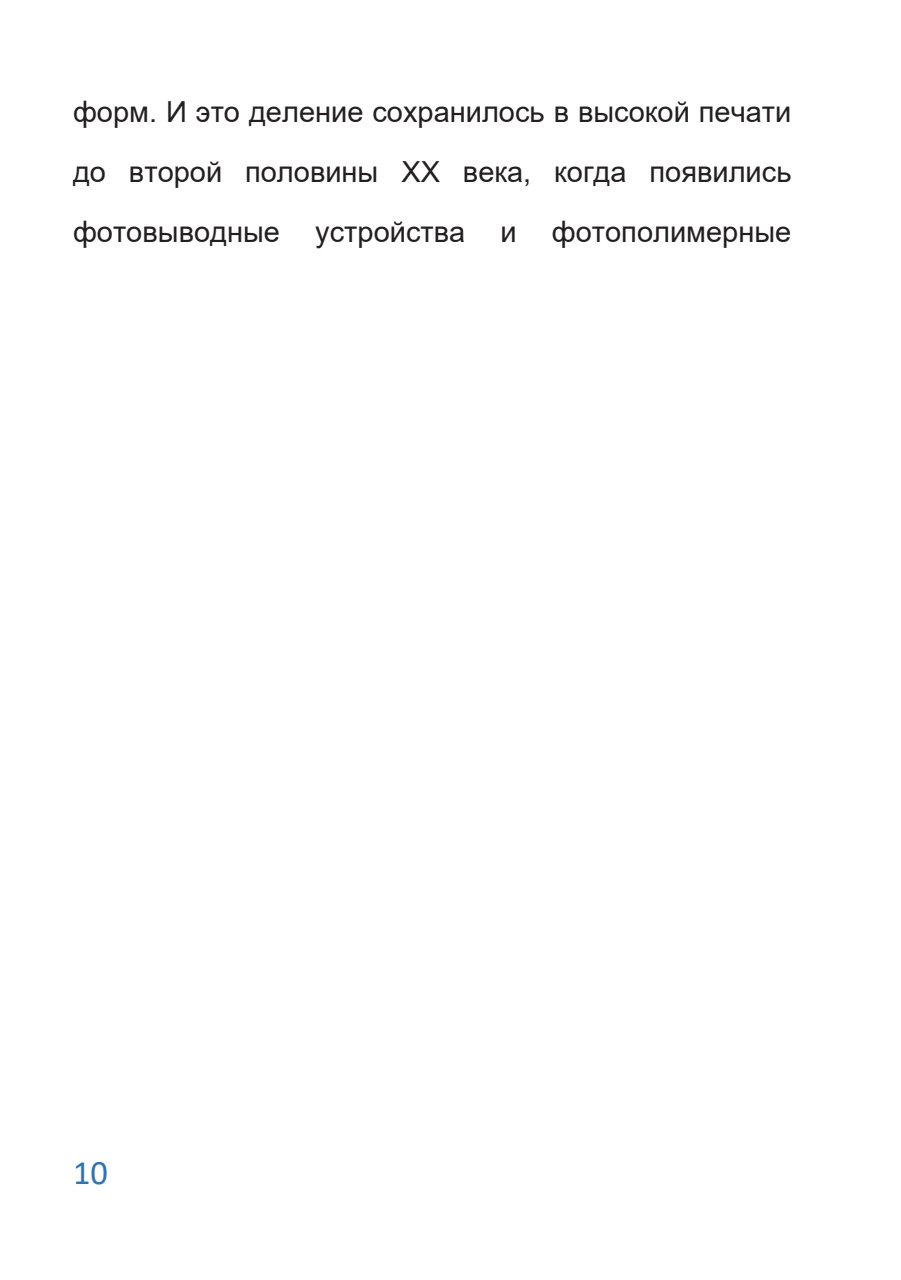 форм. И это деление сохранилось в высокой печати
до второй половины XX века, когда появились
фотовыводные устройства и фотополимерные
10